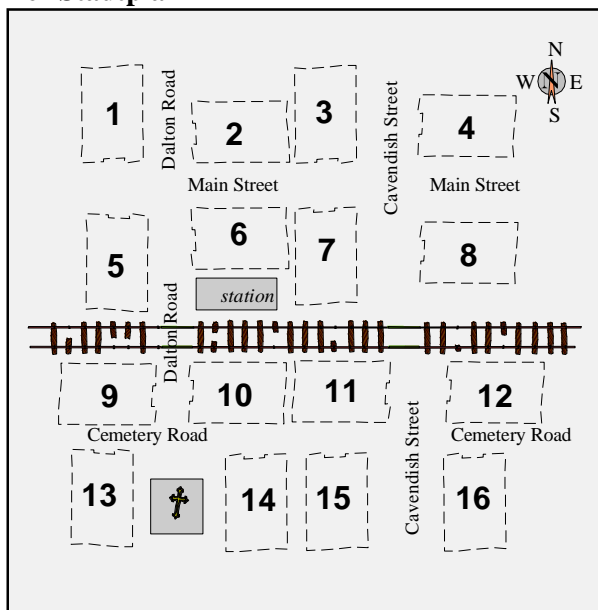 N
W N E
S
1
Dalton Road
2
3
Cavendish Street
4
Main Street
Main Street
5
6
7
8
station
Dalton Road
9
10
11
12
Cemetery Road
Cavendish Street
Cemetery Road
13
14
15
16